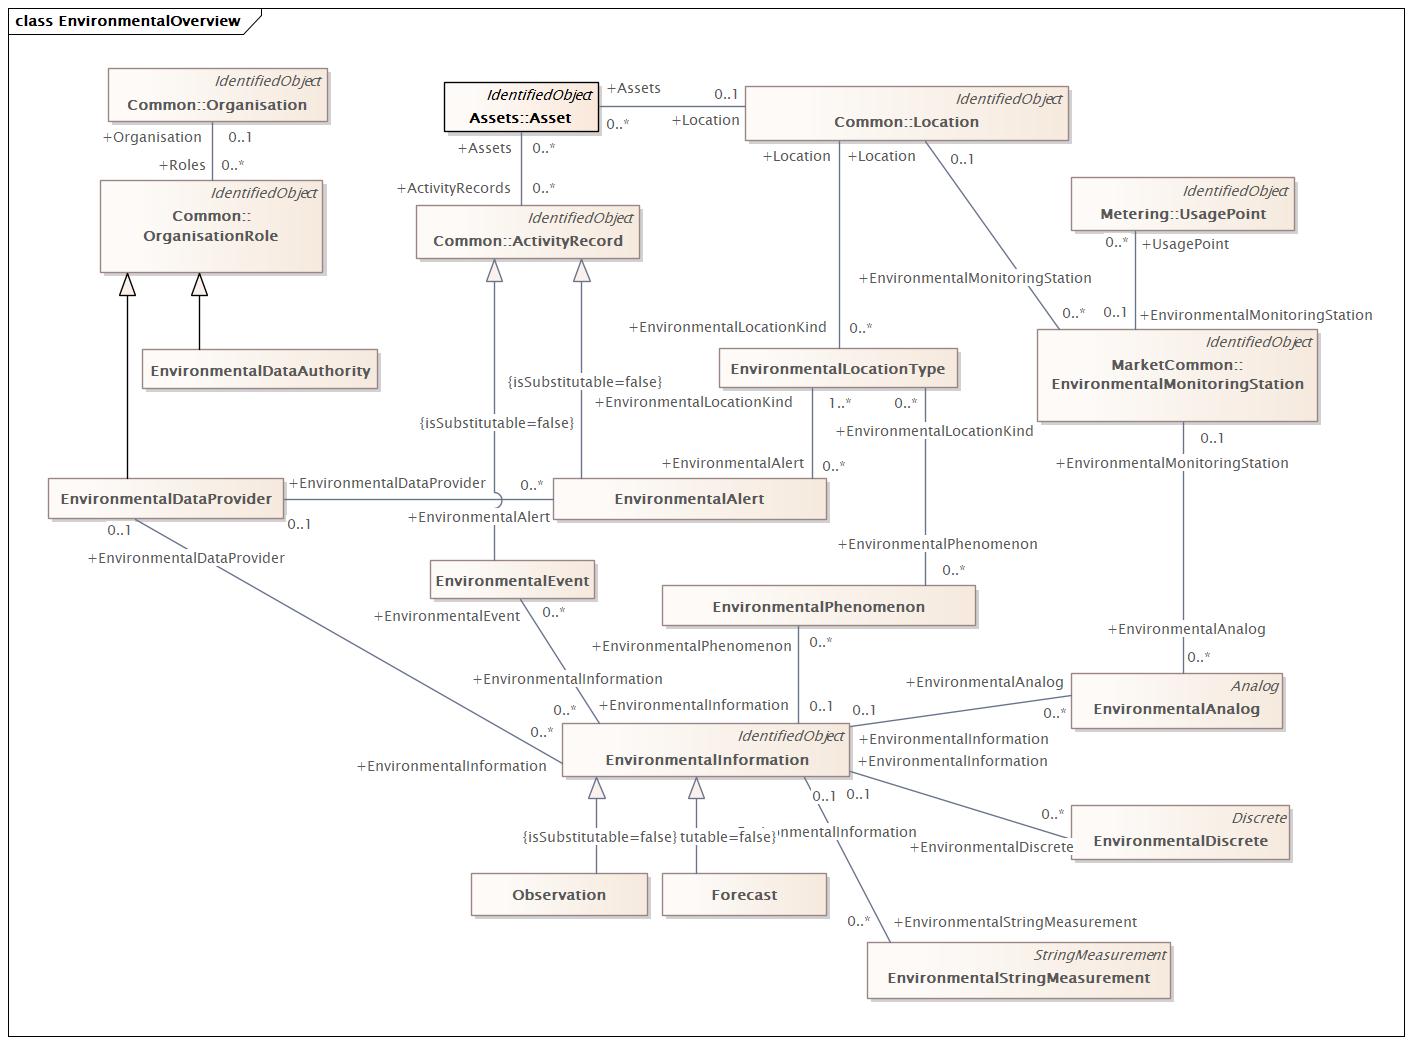 class EnvironmentalOverview
IdentifiedObject
Common::Organisation
+Organisation
0..1
+Roles
0..*
IdentifiedObject
Common::
OrganisationRole
EnvironmentalDataAuthority
IdentifiedObject
Assets::Asset
+Assets
0..*
0..1
+Location
IdentifiedObject
Common::Location
+Assets
0..*
+ActivityRecords
0..*
IdentifiedObject
Common::ActivityRecord
+Location
+Location
0..1
IdentifiedObject
Metering::UsagePoint
0..*
+UsagePoint
+EnvironmentalMonitoringStation
0..*
0..1
+EnvironmentalMonitoringStation
+EnvironmentalLocationKind
0..*
IdentifiedObject
MarketCommon::
EnvironmentalMonitoringStation
EnvironmentalLocationType
{isSubstitutable=false}
+EnvironmentalLocationKind
1..*
0..*
{isSubstitutable=false}
+EnvironmentalLocationKind
0..1
+EnvironmentalMonitoringStation
+EnvironmentalAlert
0..*
EnvironmentalDataProvider
+EnvironmentalDataProvider
0..*
0..1
EnvironmentalAlert
+EnvironmentalAlert
0..1
+EnvironmentalDataProvider
+EnvironmentalPhenomenon
0..*
EnvironmentalEvent
EnvironmentalPhenomenon
+EnvironmentalEvent
0..*
+EnvironmentalPhenomenon
0..*
+EnvironmentalAnalog
0..*
+EnvironmentalInformation
0..*
+EnvironmentalInformation
0..1
0..1
+EnvironmentalAnalog
0..*
Analog
EnvironmentalAnalog
0..*
+EnvironmentalInformation
IdentifiedObject
EnvironmentalInformation
+EnvironmentalInformation
+EnvironmentalInformation
0..1
0..1
0..*
+EnvironmentalDiscrete
Discrete
EnvironmentalDiscrete
{isSubstitutable=false}
tutable=false}
nmentalInformation
Observation
Forecast
0..*
+EnvironmentalStringMeasurement
StringMeasurement
EnvironmentalStringMeasurement